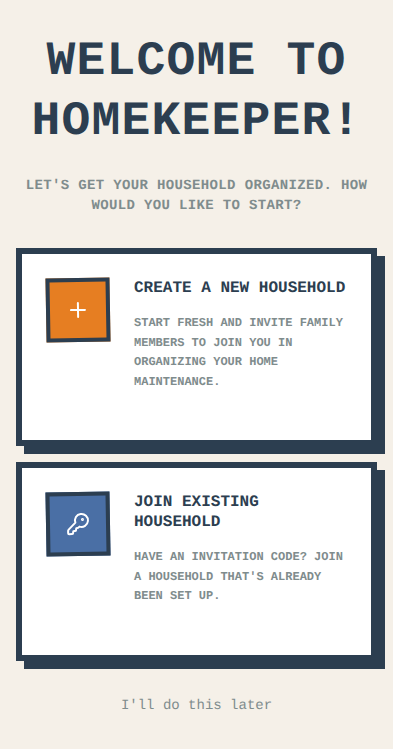 WELCOME TO
HOMEKEEPER!
LET'S GET YOUR HOUSEHOLD ORGANIZED. HOW
WOULD YOU LIKE TO START?
CREATE A NEW HOUSEHOLD
START FRESH AND INVITE FAMILY
MEMBERS TO JOIN YOU IN
ORGANIZING YOUR HOME
MAINTENANCE.
JOIN EXISTING
HOUSEHOLD
HAVE AN INVITATION CODE? JOIN
A HOUSEHOLD THAT'S ALREADY
BEEN SET UP.
I'll do this later